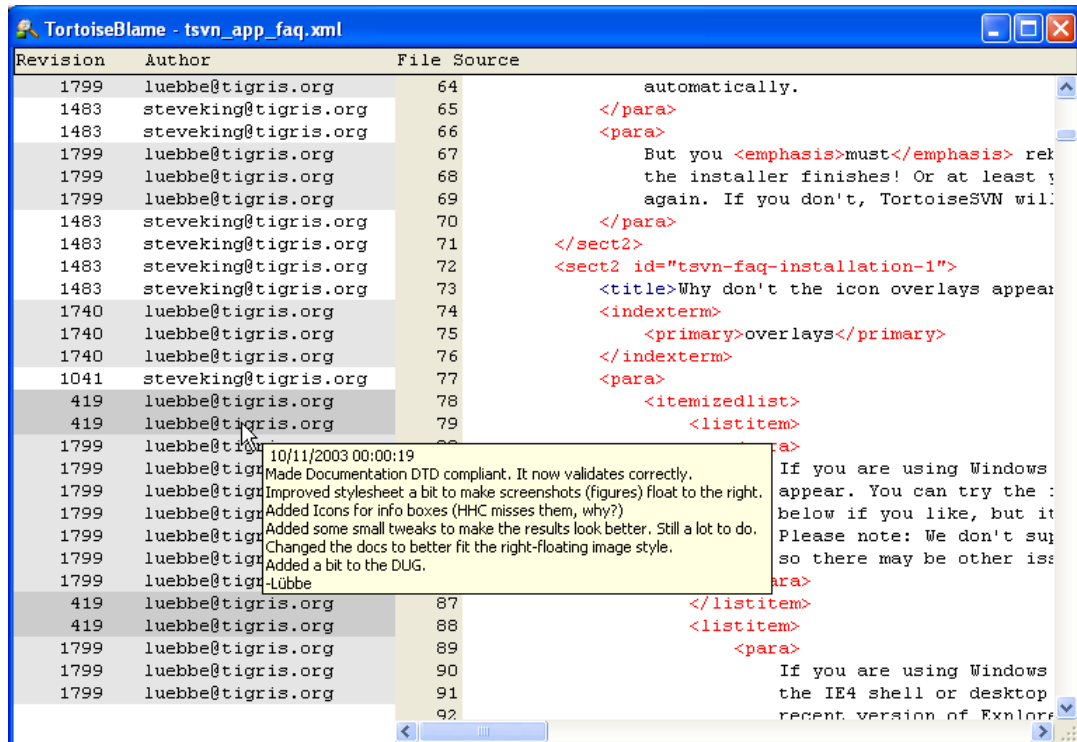 TortoiseBlame - tsvn_app_faq.xml
Revision Author File Source
1799 luebbe@tigris.org 64 automatically.
1483 steveking@tigris.org 65 </para>
1483 steveking@tigris.org 66 <para>
1799 luebbe@tigris.org 67 But you <emphasis>must</emphasis>
1799 luebbe@tigris.org 68 the installer finishes! Or at least
1799 luebbe@tigris.org 69 again. If you don't, TortoiseSVN
1483 steveking@tigris.org 70 </para>
1483 steveking@tigris.org 71 </sect2>
1483 steveking@tigris.org 72 <sect2 id="tsvn-faq-installation-1">
1483 steveking@tigris.org 73 <title>Why don't the icon overlays appear
1740 luebbe@tigris.org 74 <indexterm>
1740 luebbe@tigris.org 75 <primary>overlays</primary>
1740 luebbe@tigris.org 76 </indexterm>
1041 steveking@tigris.org 77 <para>
419 luebbe@tigris.org 78 <itemizedlist>
419 luebbe@tigris.org 79 <listitem>
1799
10/11/2003 00:00:19
Made Documentation DTD compliant. It now validates correctly.
Improved stylesheet a bit to make screenshots (figures) float to the right.
Added Icons for info boxes (HHC misses them, why?)
Added some small tweaks to make the results look better. Still a lot to do.
Changed the docs to better fit the right-floating image style.
Added a bit to the DUG.
-Lübbe
1799 If you are using Windows
1799 appear. You can try the
1799 below if you like, but it
1799 Please note: We don't
1799 so there may be other
1799
419 luebbe@tigris.org 87 </listitem>
419 luebbe@tigris.org 88 <listitem>
1799 luebbe@tigris.org 89 <para>
1799 luebbe@tigris.org 90 If you are using Windows
1799 luebbe@tigris.org 91 the IE4 shell or desktop
92 recent version of